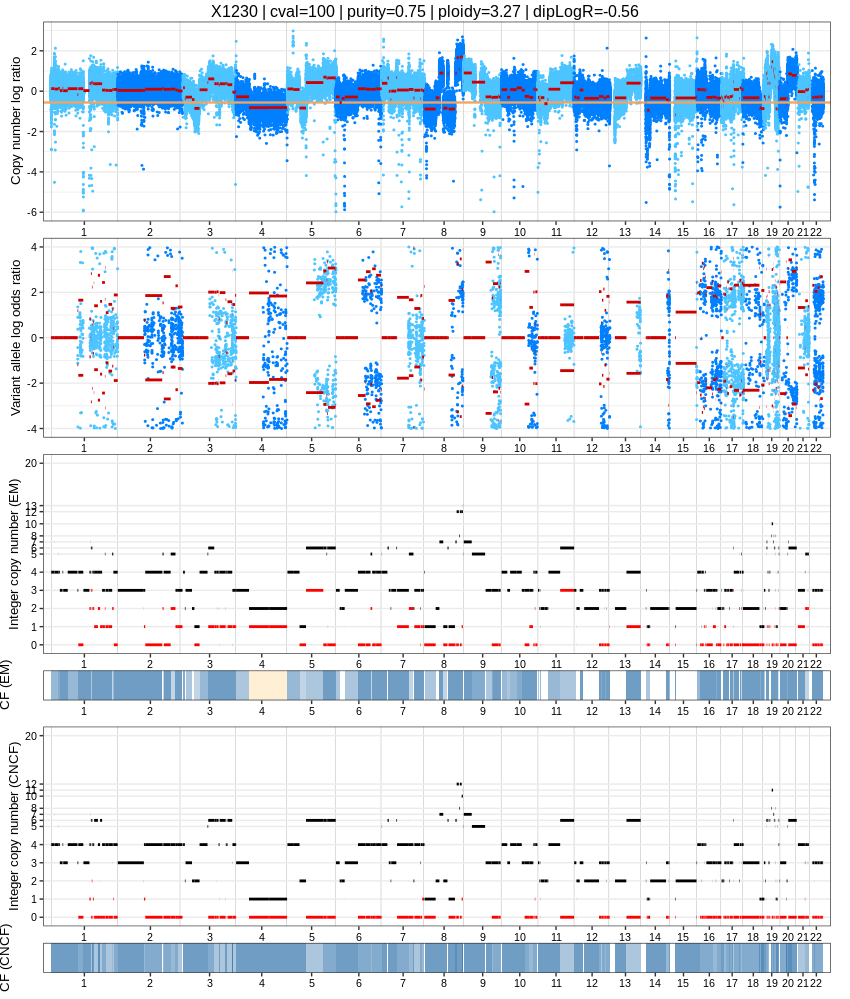 X1230 | cval=100 | purity=0.75 | ploidy=3.27 | dipLogR=-0.56
Copy number log ratio
2
0
-2
-4
-6
1 2 3 4 5 6 7 8 9 10 11 12 13 14 15 16 17 18 19 20 21 22
Variant allele log odds ratio
4
2
0
-2
-4
1 2 3 4 5 6 7 8 9 10 11 12 13 14 15 16 17 18 19 20 21 22
Integer copy number (EM)
20
13
12
10
8
7
6
5
4
3
2
1
0
1 2 3 4 5 6 7 8 9 10 11 12 13 14 15 16 17 18 19 20 21 22
CF (EM)
1 2 3 4 5 6 7 8 9 10 11 12 13 14 15 16 17 18 19 20 21 22
Integer copy number (CNCF)
20
12
11
10
8
7
6
5
4
3
2
1
0
1 2 3 4 5 6 7 8 9 10 11 12 13 14 15 16 17 18 19 20 21 22
CF (CNCF)
1 2 3 4 5 6 7 8 9 10 11 12 13 14 15 16 17 18 19 20 21 22